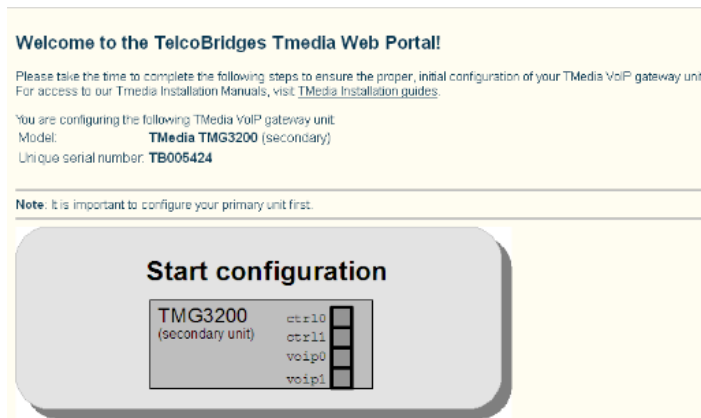 Welcome to the TelcoBridges Tmedia Web Portal!
Please take the time to complete the following steps to ensure the proper, initial configuration of your TMedia VoIP gateway unit
For access to our Tmedia Installation Manuals, visit TMedia Installation guides.
You are configuring the following TMedia VoIP gateway unit
Model: TMedia TMG3200 (secondary)
Unique serial number: TB005424
Note: It is important to configure your primary unit first.
Start configuration
TMG3200
(secondary unit)
ctrl0
ctrl1
voip0
voip1